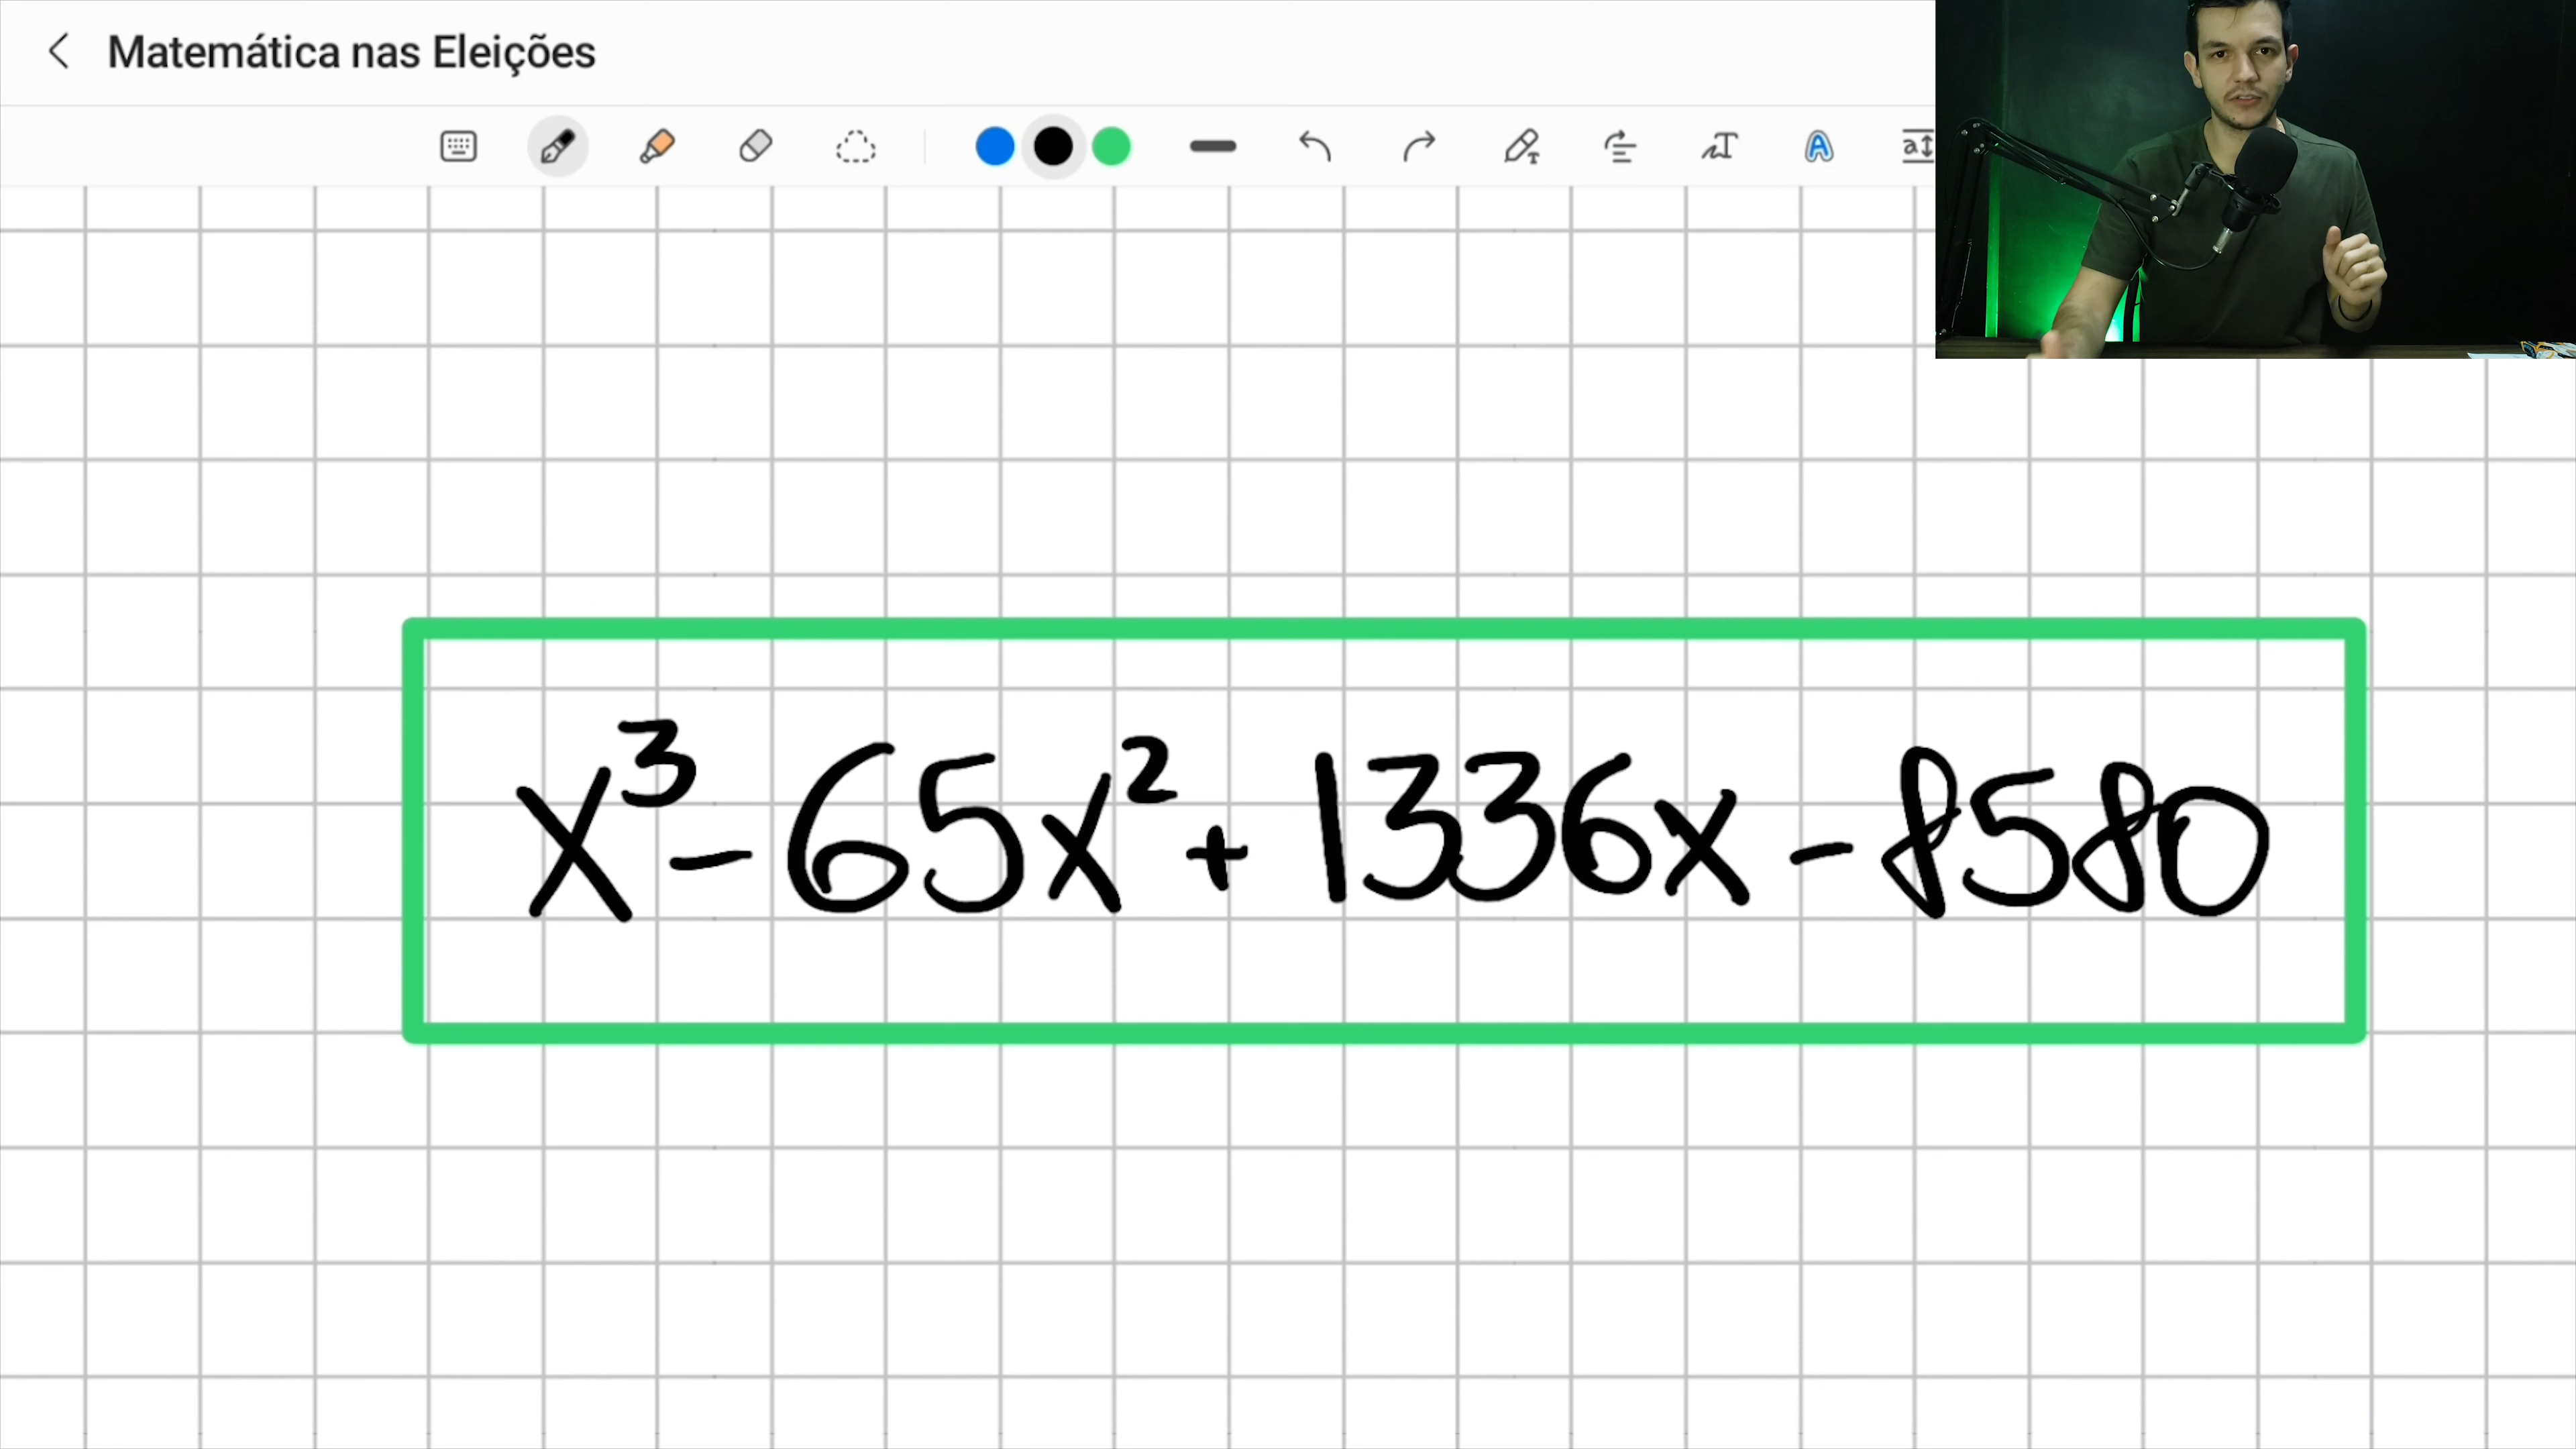 Matemática nas Eleições
x³ - 65x² + 1336x - 8580